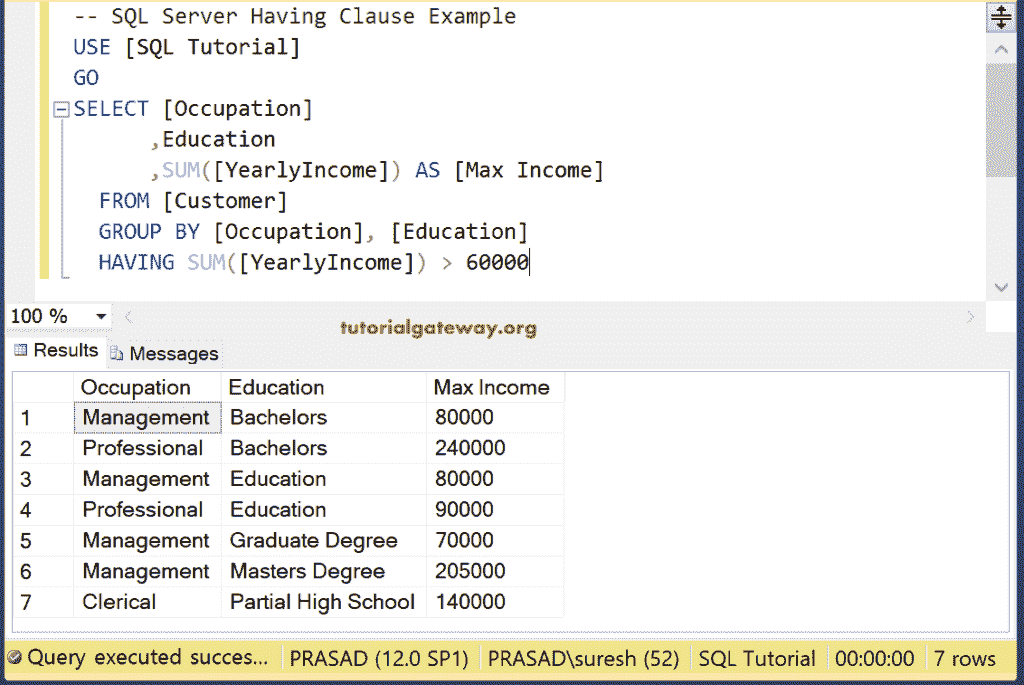 -- SQL Server Having Clause Example
USE [SQL Tutorial]
GO
SELECT [Occupation]
,Education
,SUM([YearlyIncome]) AS [Max Income]
FROM [Customer]
GROUP BY [Occupation], [Education]
HAVING SUM([YearlyIncome]) > 60000
100 %
tutorialgateway.org
Results Messages
Occupation Education Max Income
1 Management Bachelors 80000
2 Professional Bachelors 240000
3 Management Education 80000
4 Professional Education 90000
5 Management Graduate Degree 70000
6 Management Masters Degree 205000
7 Clerical Partial High School 140000
Query executed succes... PRASAD (12.0 SP1) PRASAD\suresh (52) SQL Tutorial 00:00:00 7 rows